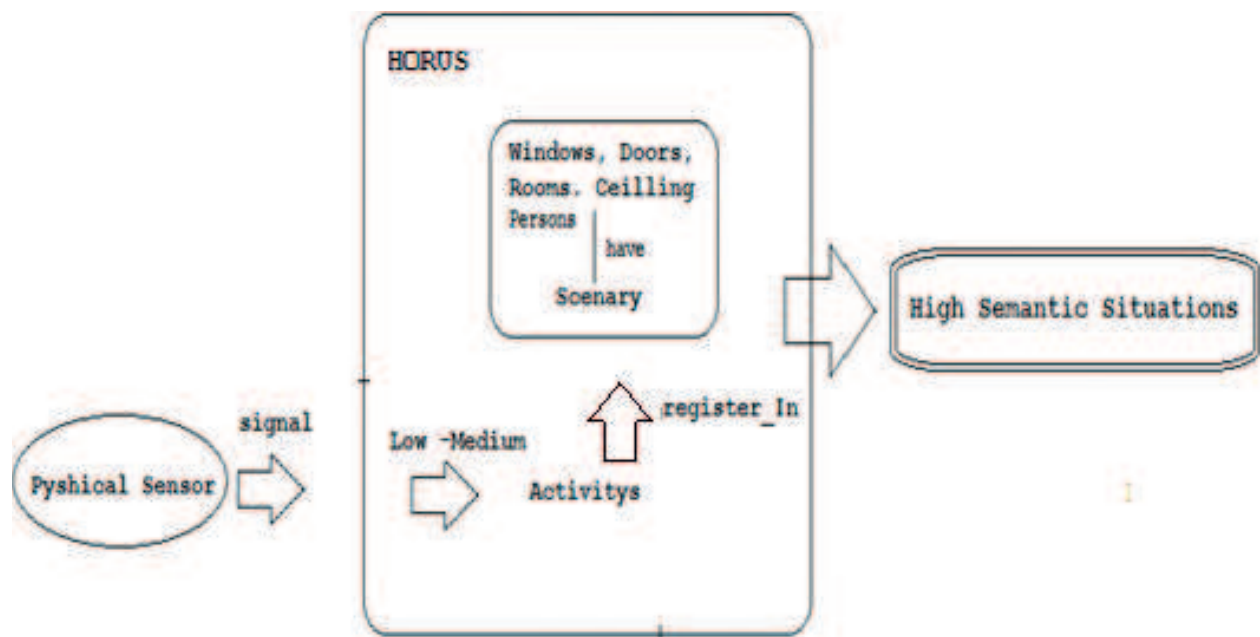 HORUS
Windows, Doors,
Rooms. Ceilling
Persons
have
Scenary
High Semantic Situations
register_In
signal
Low -Medium
Pyshical Sensor
Activitys